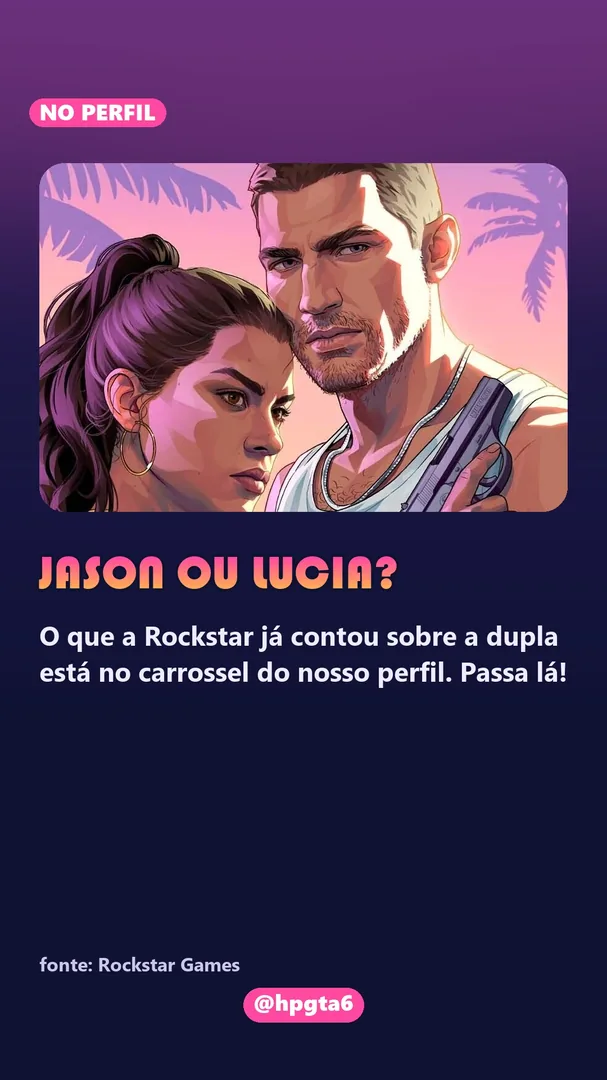 NO PERFIL
JASON OU LUCIA?
O que a Rockstar já contou sobre a dupla
está no carrossel do nosso perfil. Passa lá!
fonte: Rockstar Games
@hpgta6